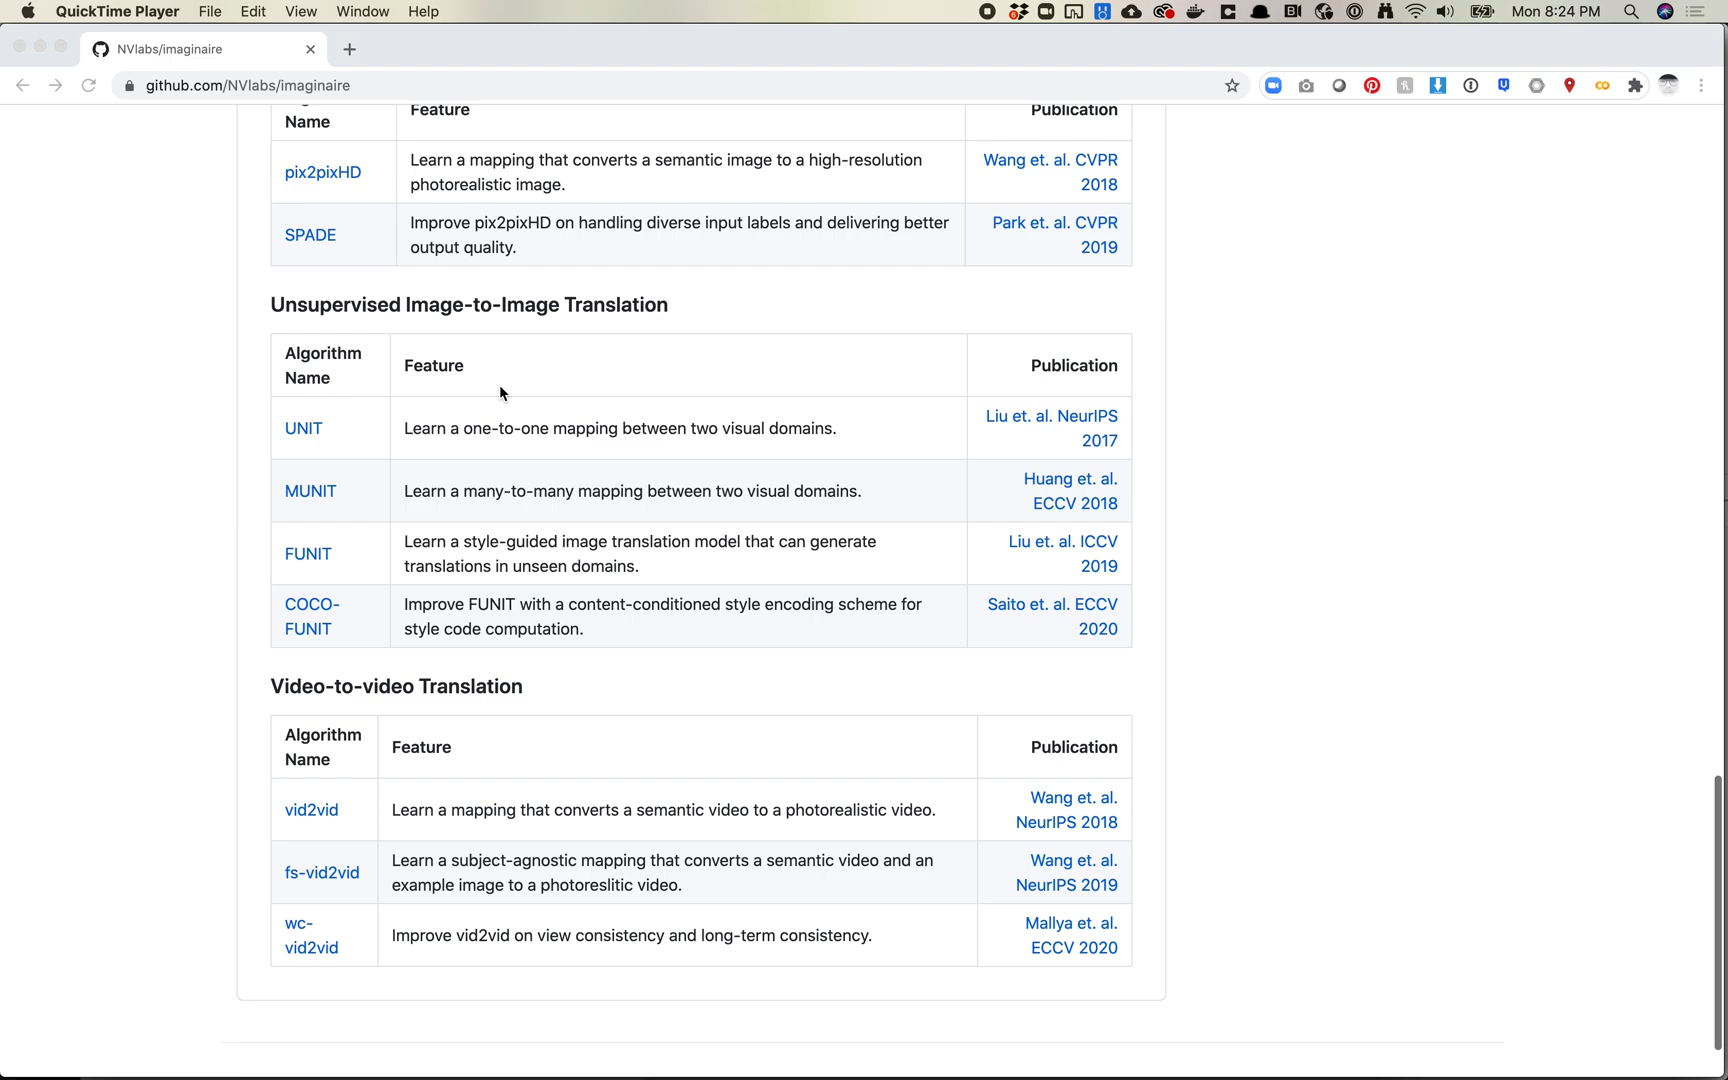 QuickTime Player File Edit View Window Help Mon 8:24 PM
NVlabs/imaginaire
github.com/NVlabs/imaginaire
Name Feature Publication
pix2pixHD Learn a mapping that converts a semantic image to a high-resolution Wang et. al. CVPR
photorealistic image. 2018
SPADE Improve pix2pixHD on handling diverse input labels and delivering better Park et. al. CVPR
output quality. 2019
Unsupervised Image-to-Image Translation
Algorithm
Name Feature Publication
UNIT Learn a one-to-one mapping between two visual domains. Liu et. al. NeurIPS
2017
MUNIT Learn a many-to-many mapping between two visual domains. Huang et. al.
ECCV 2018
FUNIT Learn a style-guided image translation model that can generate Liu et. al. ICCV
translations in unseen domains. 2019
COCO- Improve FUNIT with a content-conditioned style encoding scheme for Saito et. al. ECCV
FUNIT style code computation. 2020
Video-to-video Translation
Algorithm
Name Feature Publication
vid2vid Learn a mapping that converts a semantic video to a photorealistic video. Wang et. al.
NeurIPS 2018
fs-vid2vid Learn a subject-agnostic mapping that converts a semantic video and an Wang et. al.
example image to a photoreslitic video. NeurIPS 2019
wc- Improve vid2vid on view consistency and long-term consistency. Mallya et. al.
vid2vid ECCV 2020